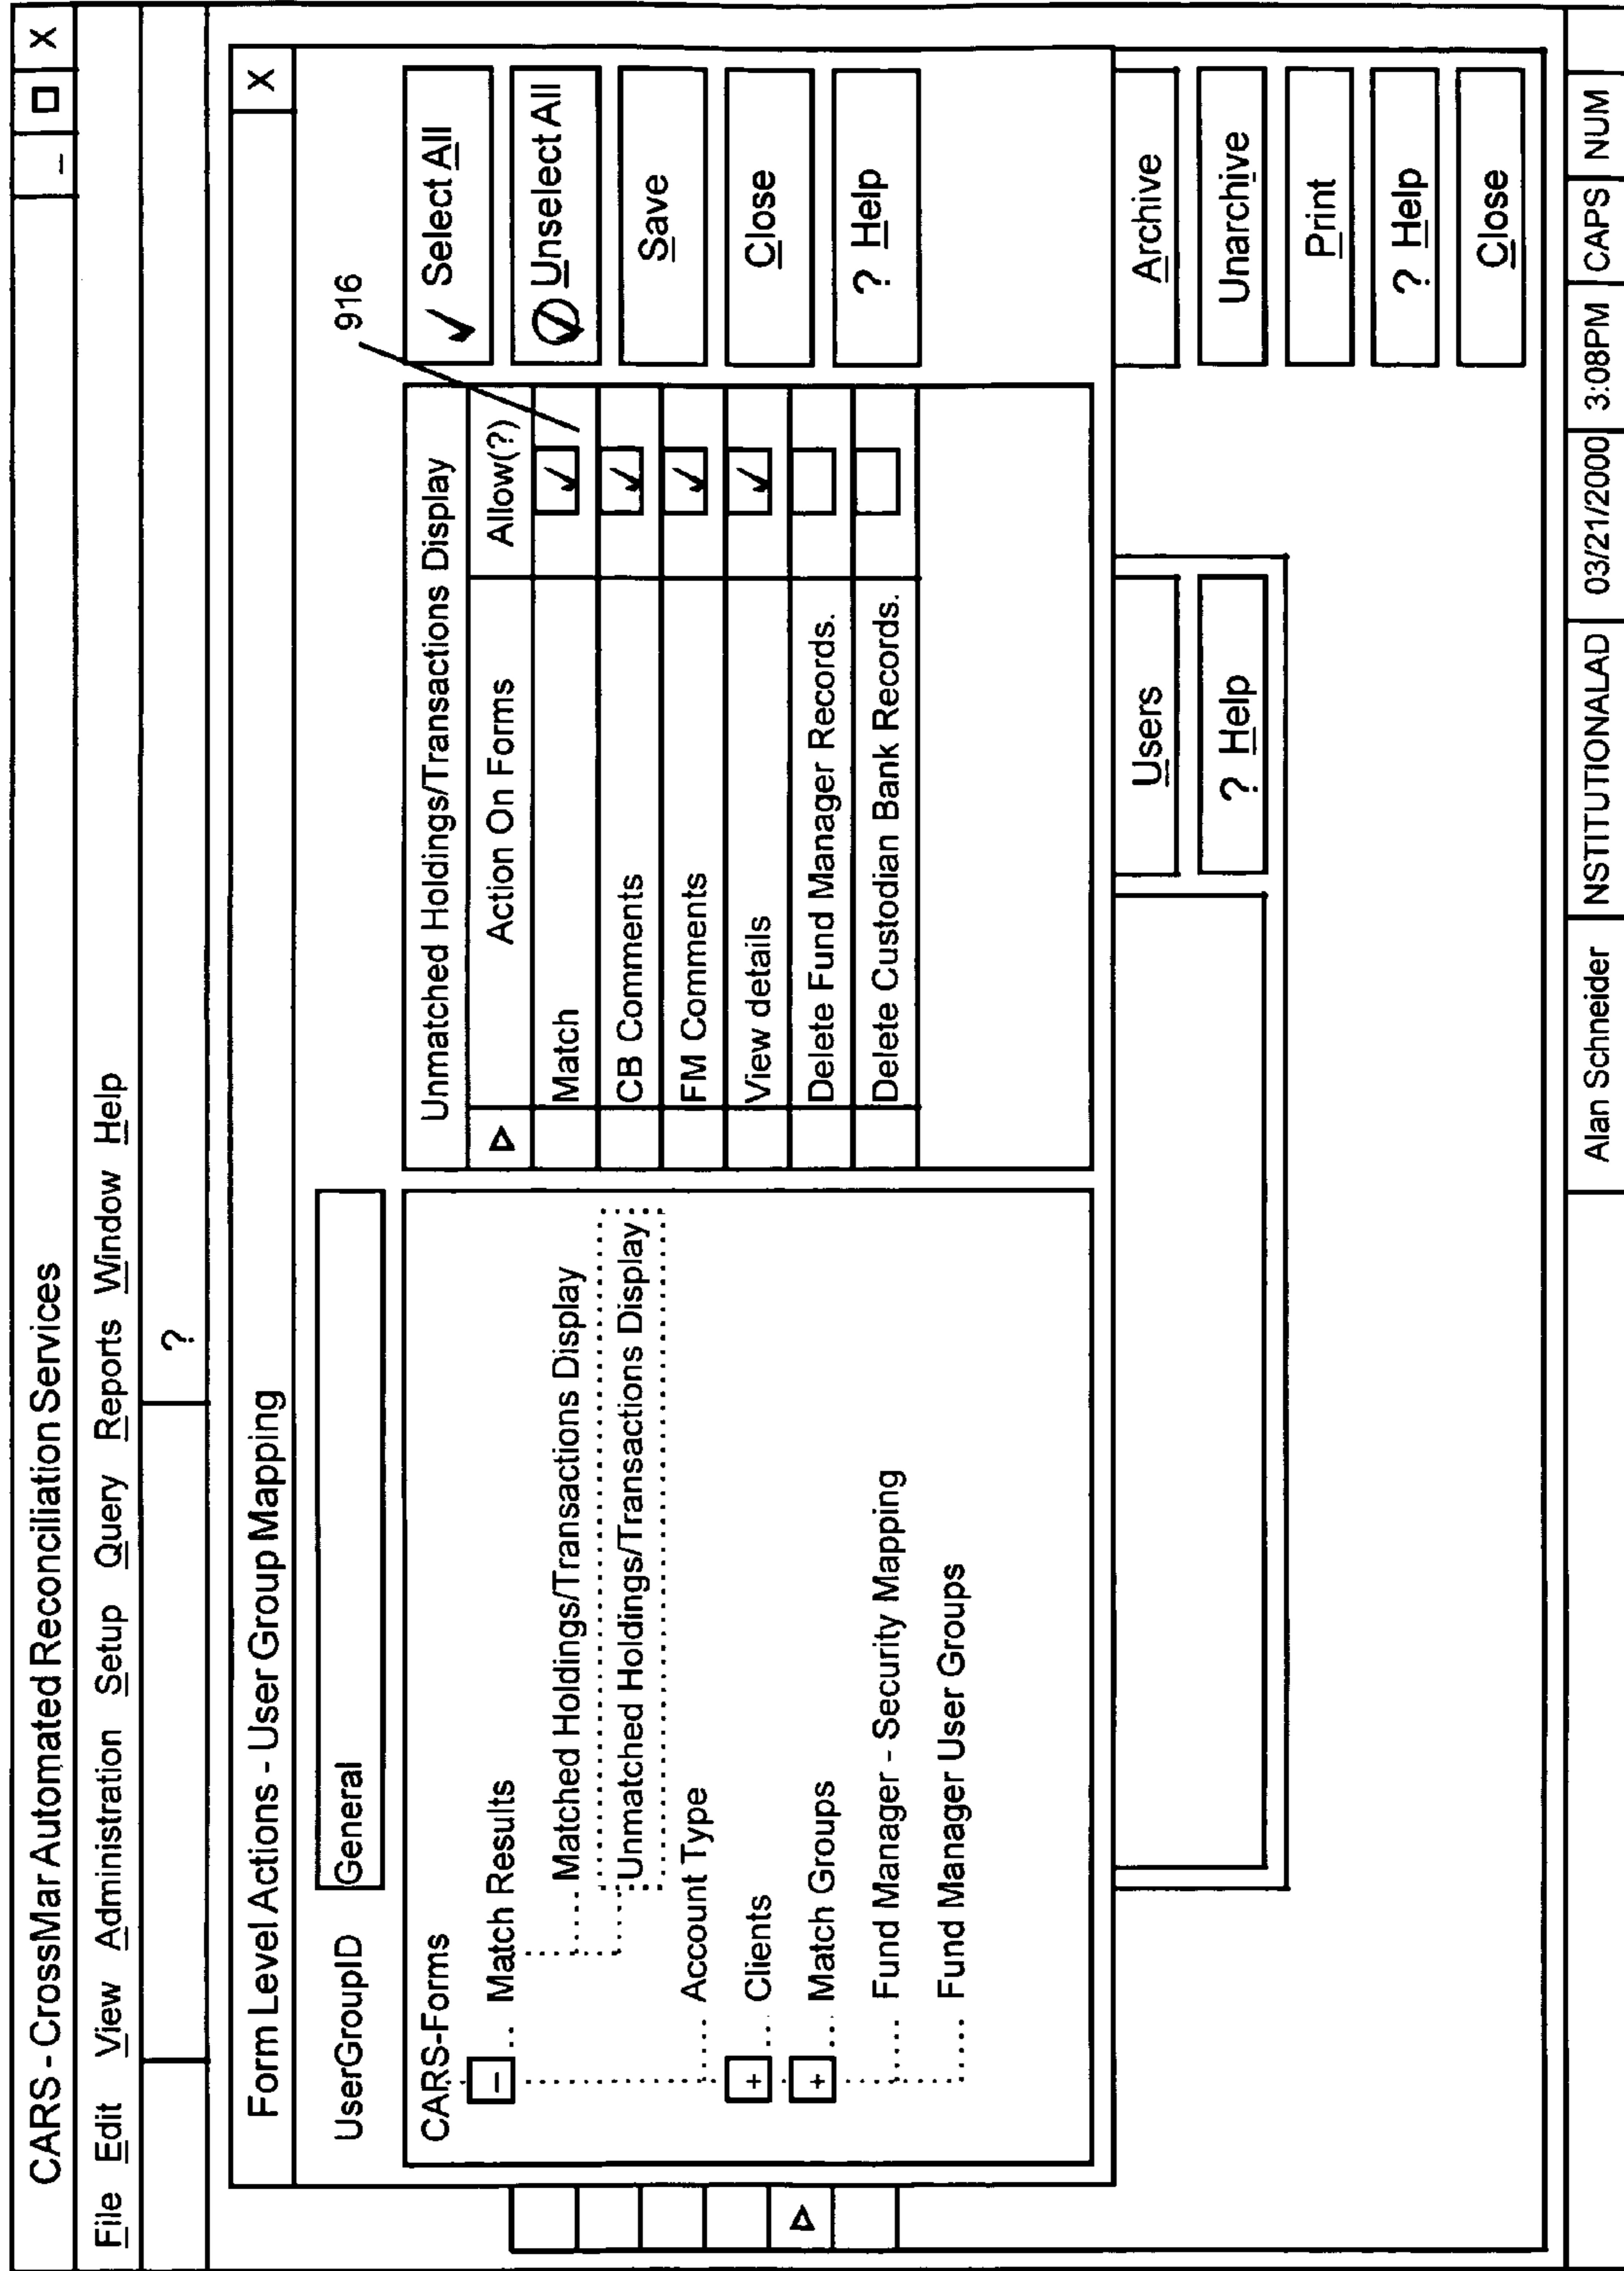 CARS - CrossMar Automated Reconciliation Services
_ X
File Edit View Administration Setup Query Reports Window Help
?
Form Level Actions - User Group Mapping X
UserGroupID General
916
CARS-Forms
Match Results
Matched Holdings/Transactions Display
Unmatched Holdings/Transactions Display
Account Type
+ Clients
+ Match Groups
Fund Manager - Security Mapping
Fund Manager User Groups
Unmatched Holdings/Transactions Display
Action On Forms Allow(?)
Match
CB Comments
FM Comments
View details
Delete Fund Manager Records.
Delete Custodian Bank Records.
Select All
Unselect All
Save
Close
? Help
Users
? Help
Archive
Unarchive
Print
? Help
Close
Alan Schneider NSTITUTIONALAD 03/21/2000 3:08PM CAPS NUM